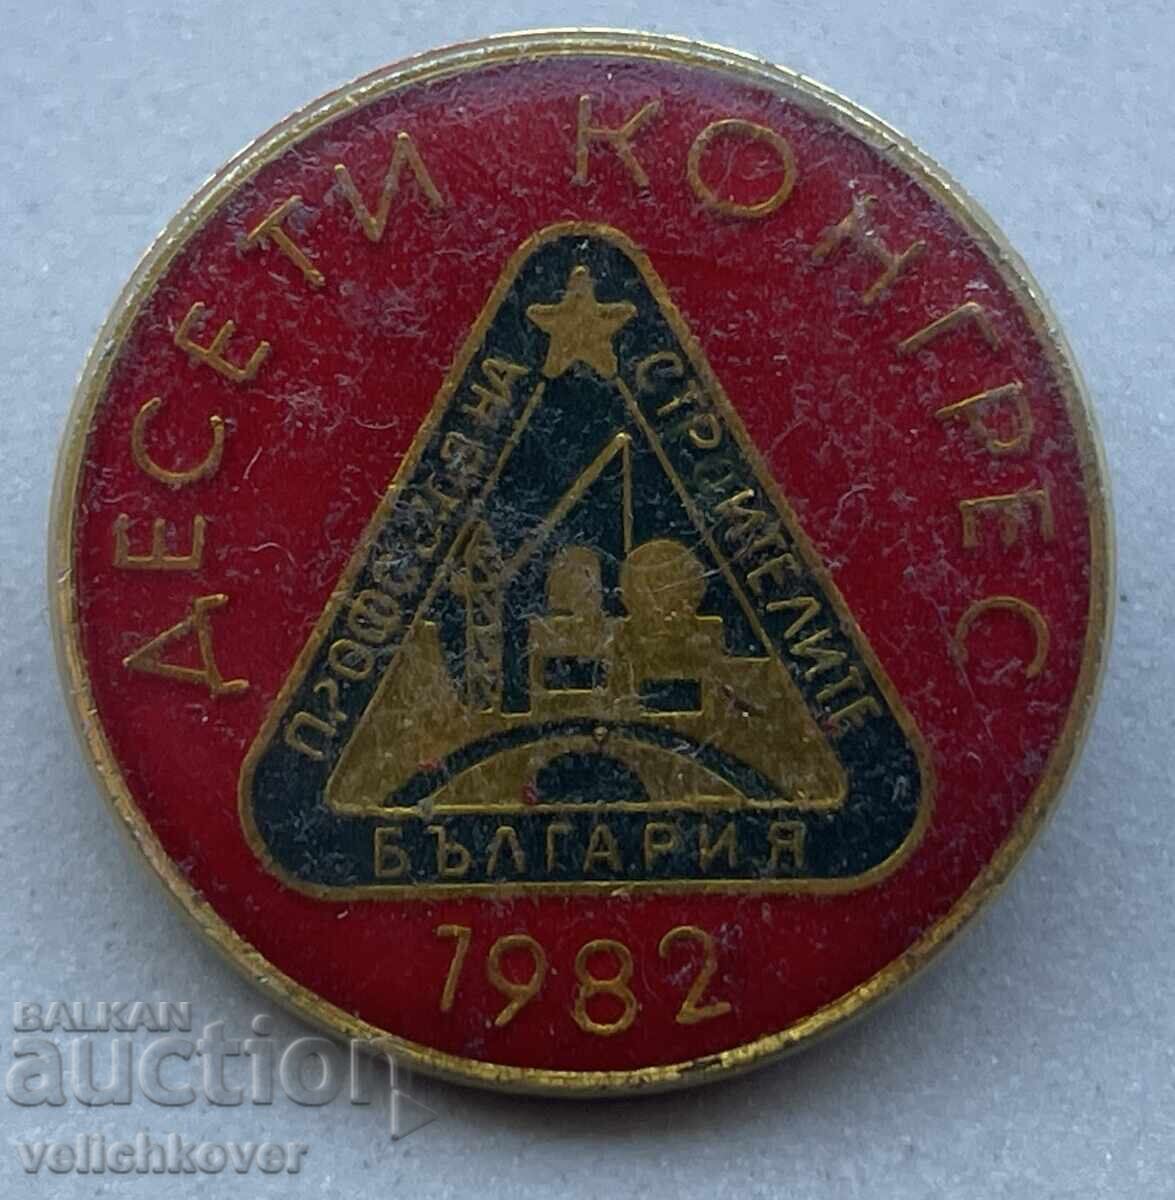 ДЕСЕТИ КОНГРЕС
ПРОФСЪЮЗ НА СТРОИТЕЛИТЕ
БЪЛГАРИЯ
1982
BALKAN
auction
velichkover